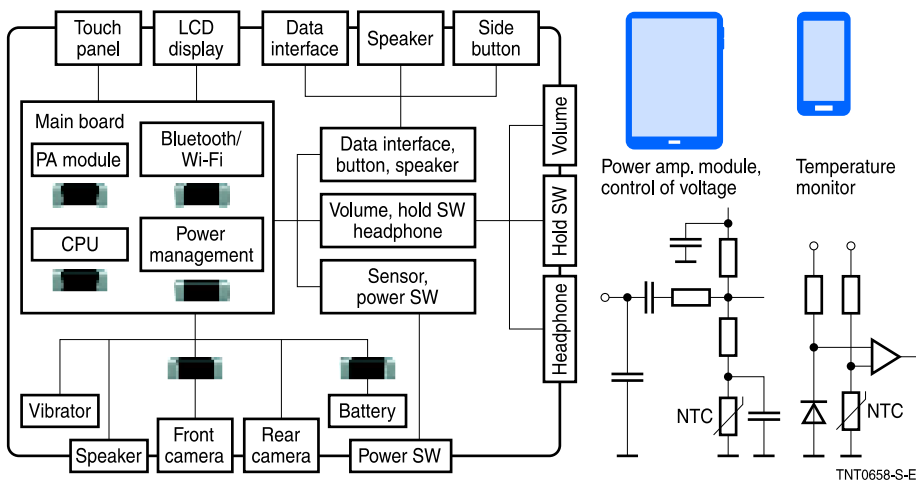 Touch
panel
LCD
display
Data
interface
Speaker
Side
button
Main board
PA module
Bluetooth/
Wi-Fi
CPU
Power
management
Data interface,
button, speaker
Volume, hold SW
headphone
Sensor,
power SW
Volume
Hold SW
Headphone
Vibrator
Battery
Speaker
Front
camera
Rear
camera
Power SW
Power amp. module,
control of voltage
Temperature
monitor
NTC
NTC
TNT0658-S-E